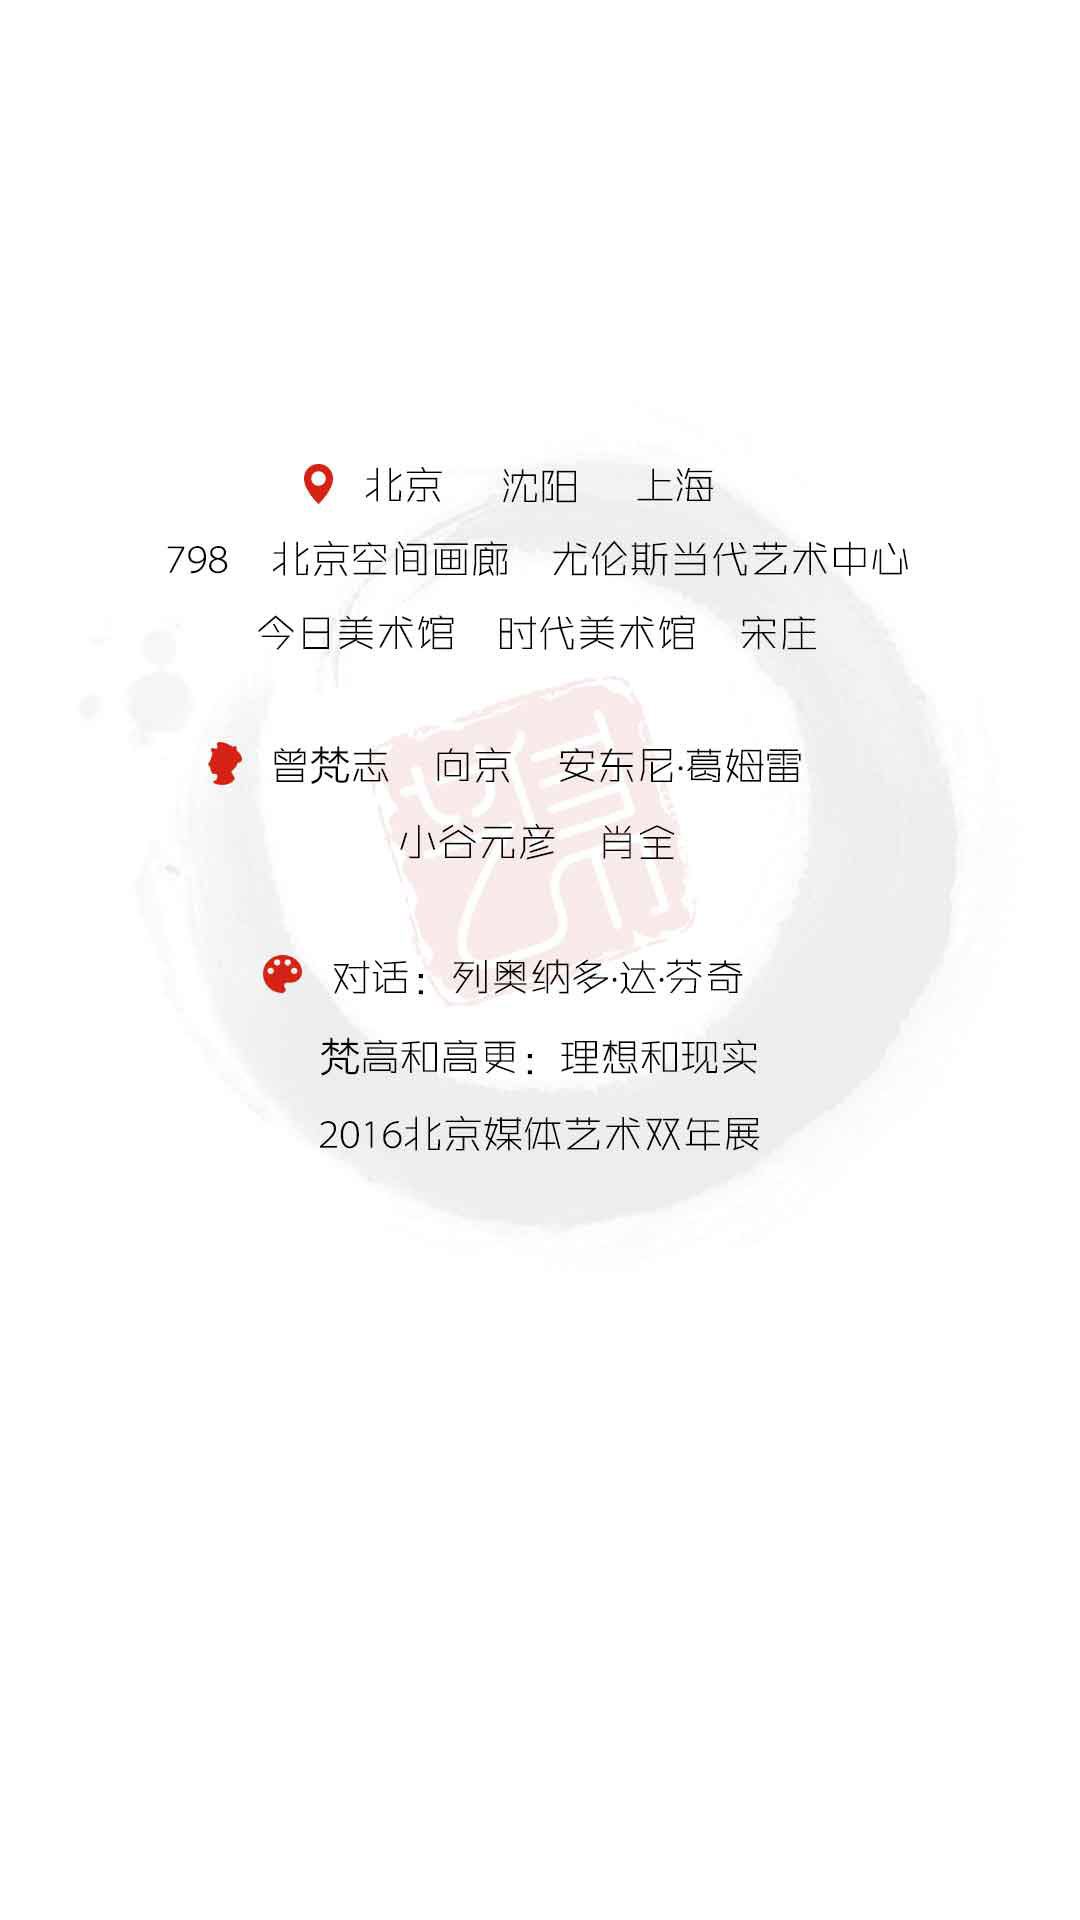 北京 沈阳 上海
798 北京空间画廊 尤伦斯当代艺术中心
今日美术馆 时代美术馆 宋庄
曾梵志 向京 安东尼·葛姆雷
小谷元彦 肖全
对话：列奥纳多·达·芬奇
梵高和高更：理想和现实
2016北京媒体艺术双年展